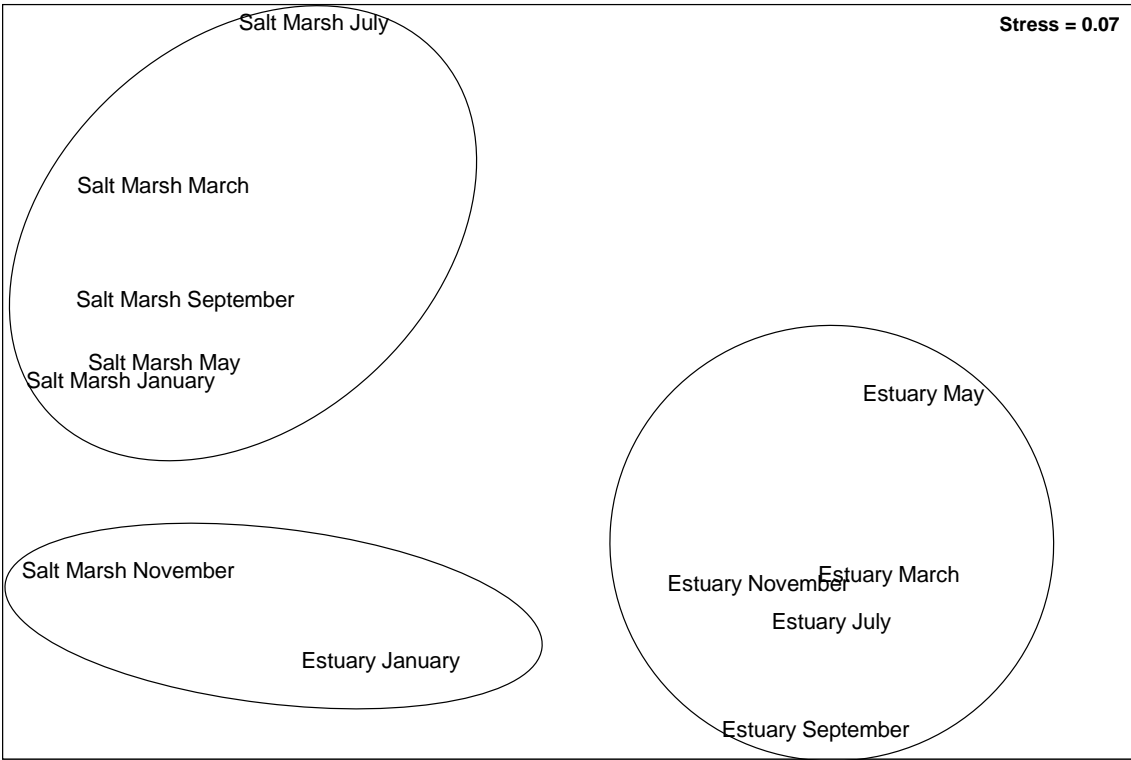 Salt Marsh July
Stress = 0.07
Salt Marsh March
Salt Marsh September
Salt Marsh May
Salt Marsh January
Estuary May
Salt Marsh November
Estuary March
Estuary November
Estuary July
Estuary January
Estuary September